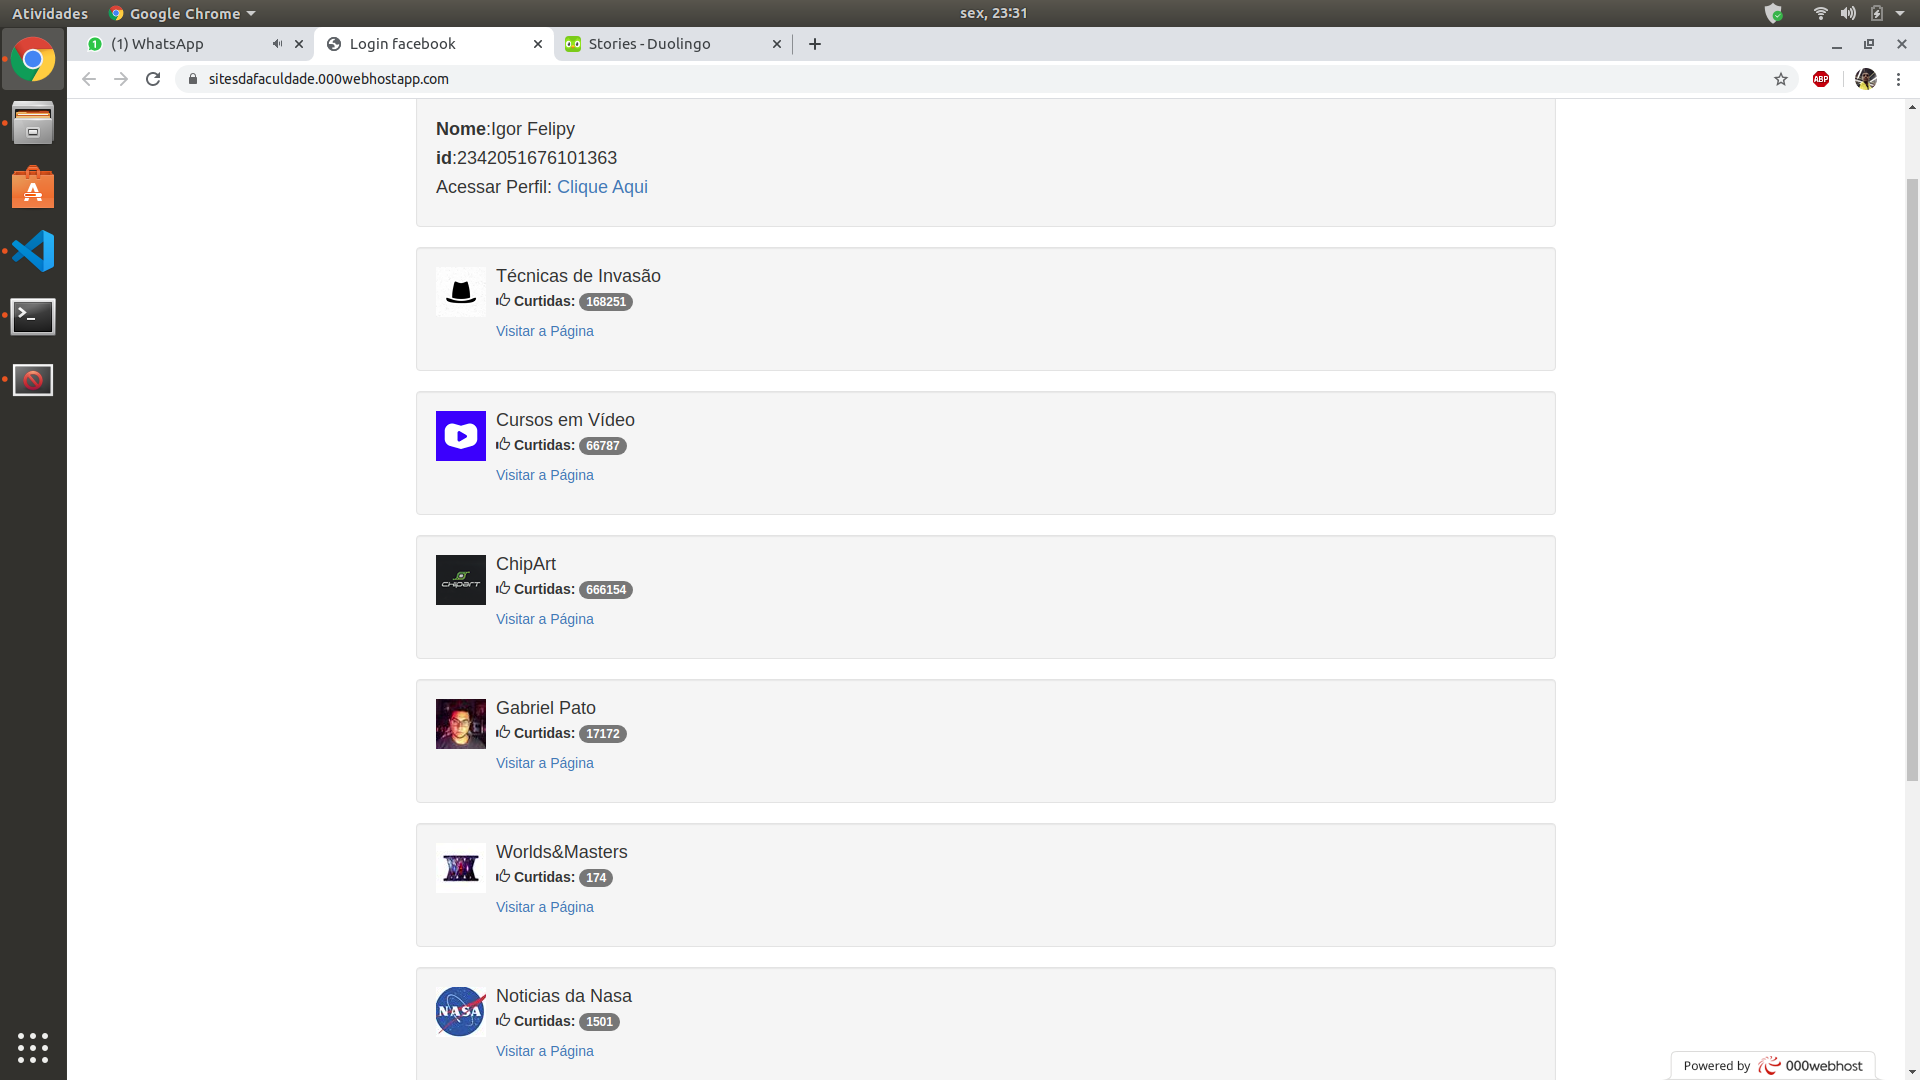 Atividades Google Chrome sex, 23:31
(1) WhatsApp Login facebook Stories - Duolingo
sitesdafaculdade.000webhostapp.com ABP
Nome:Igor Felipy
id:2342051676101363
Acessar Perfil: Clique Aqui
Técnicas de Invasão
Curtidas: 168251
Visitar a Página
Cursos em Vídeo
Curtidas: 66787
Visitar a Página
CHIPART
ChipArt
Curtidas: 666154
Visitar a Página
Gabriel Pato
Curtidas: 17172
Visitar a Página
Worlds&Masters
Curtidas: 174
Visitar a Página
NASA
Noticias da Nasa
Curtidas: 1501
Visitar a Página
Powered by 000webhost